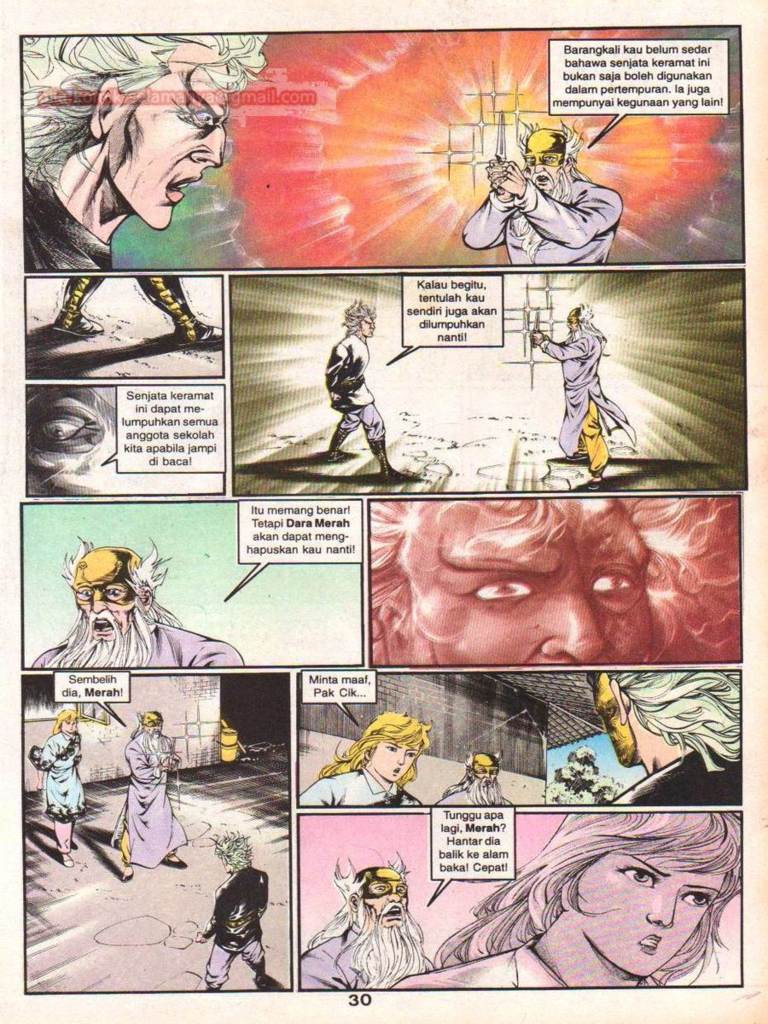 Barangkali kau belum sedar
bahawa senjata keramat ini
bukan saja boleh digunakan
dalam pertempuran. Ia juga
mempunyai kegunaan yang lain!
Senjata keramat
ini dapat me-
lumpuhkan semua
anggota sekolah
kita apabila jampi
di baca!
Kalau begitu,
tentulah kau
sendiri juga akan
dilumpuhkan
nanti!
Itu memang benar!
Tetapi Dara Merah
akan dapat meng-
hapuskan kau nanti!
Sembelih
dia, Merah!
Minta maaf,
Pak Cik...
Tunggu apa
lagi, Merah?
Hantar dia
balik ke alam
baka! Cepat!
30